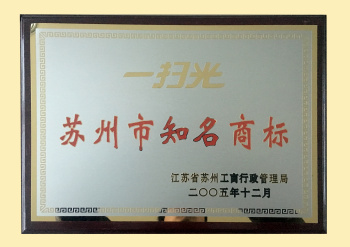 一扫光
苏州市知名商标
江苏省苏州工商行政管理局
二〇〇五年十二月